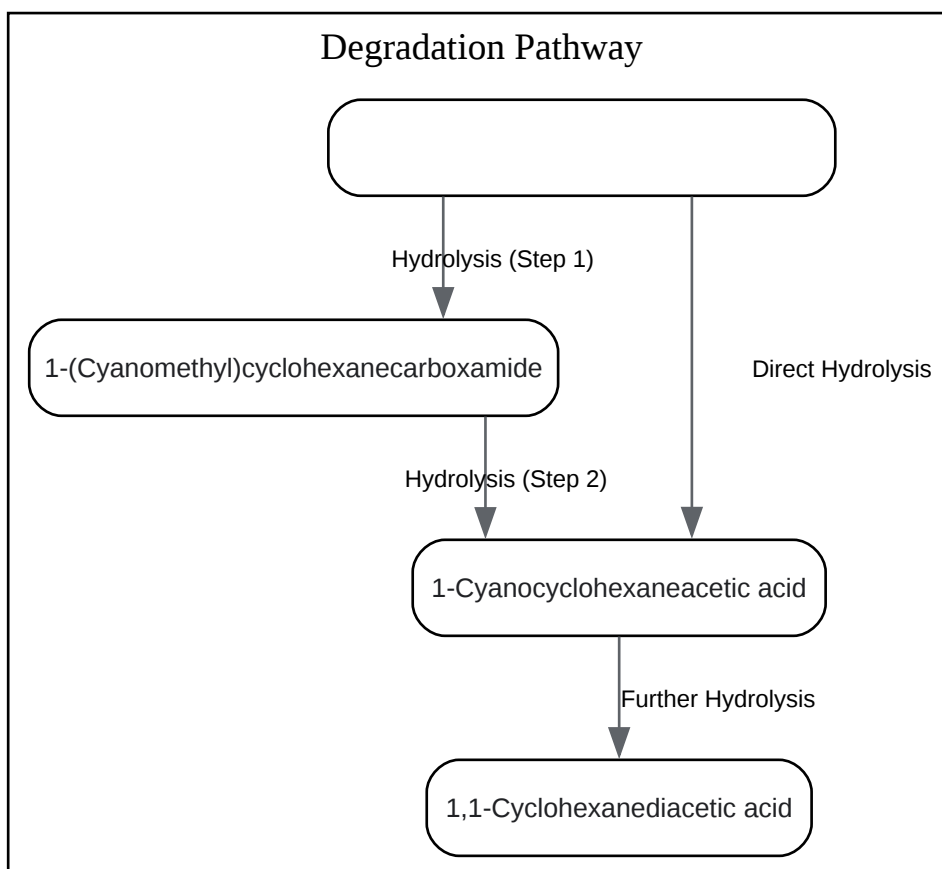 Degradation Pathway
Hydrolysis (Step 1)
1-(Cyanomethyl)cyclohexanecarboxamide
Direct Hydrolysis
Hydrolysis (Step 2)
1-Cyanocyclohexaneacetic acid
Further Hydrolysis
1,1-Cyclohexanediacetic acid